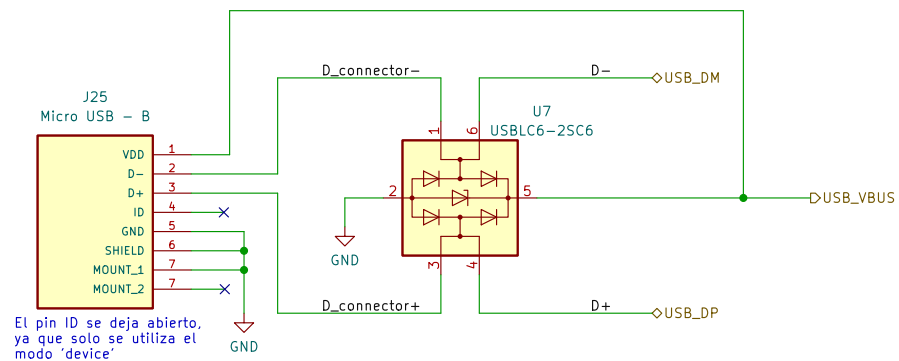 D_connector-
D-
USB_DM
J25
Micro USB - B
U7
USBLC6-2SC6
1
6
VDD
1
D-
2
D+
3
2
5
USB_VBUS
ID
4
GND
5
SHIELD
6
GND
MOUNT_1
7
3
4
MOUNT_2
7
D_connector+
D+
USB_DP
El pin ID se deja abierto,
ya que solo se utiliza el
modo 'device'
GND